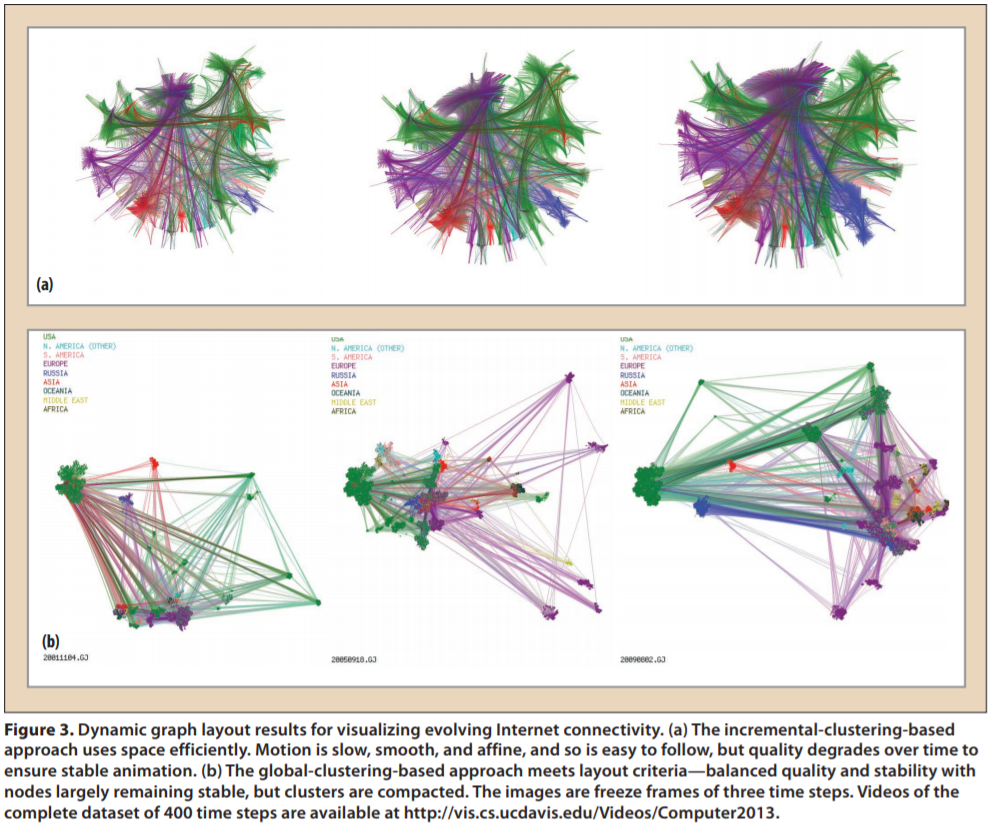 (a)
USA
N. AMERICA (OTHER)
S. AMERICA
EUROPE
RUSSIA
ASIA
OCEANIA
MIDDLE EAST
AFRICA
(b)
20011104.GJ
USA
N. AMERICA (OTHER)
S. AMERICA
EUROPE
RUSSIA
ASIA
OCEANIA
MIDDLE EAST
AFRICA
20050918.GJ
USA
N. AMERICA (OTHER)
S. AMERICA
EUROPE
RUSSIA
ASIA
OCEANIA
MIDDLE EAST
AFRICA
20090802.GJ
Figure 3. Dynamic graph layout results for visualizing evolving Internet connectivity. (a) The incremental-clustering-based
approach uses space efficiently. Motion is slow, smooth, and affine, and so is easy to follow, but quality degrades over time to
ensure stable animation. (b) The global-clustering-based approach meets layout criteria—balanced quality and stability with
nodes largely remaining stable, but clusters are compacted. The images are freeze frames of three time steps. Videos of the
complete dataset of 400 time steps are available at http://vis.cs.ucdavis.edu/Videos/Computer2013.